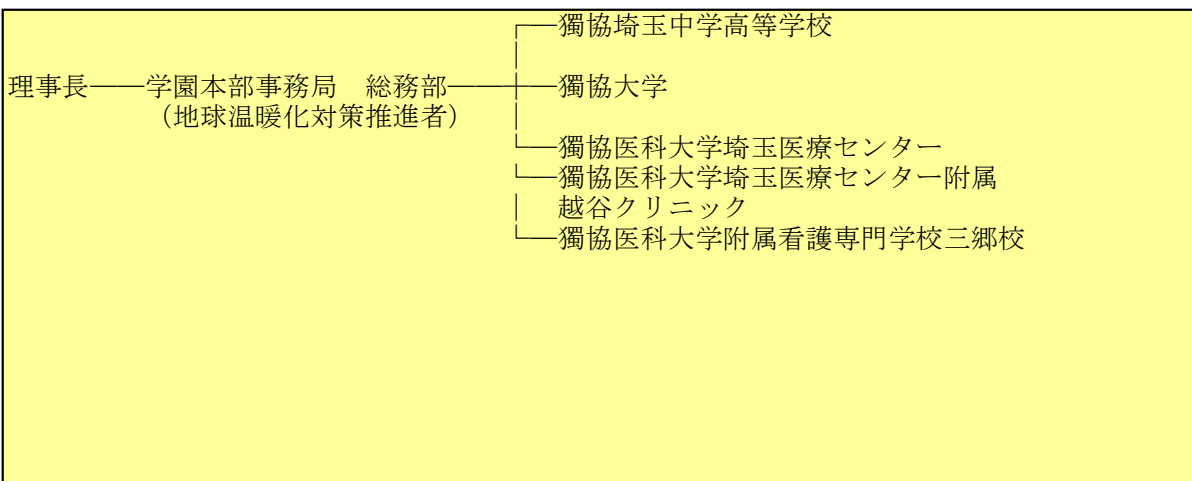 ┌―獨協埼玉中学高等学校
│
理事長――学園本部事務局　総務部――┼―獨協大学
（地球温暖化対策推進者）　│
└―獨協医科大学埼玉医療センター
└―獨協医科大学埼玉医療センター附属
│　越谷クリニック
└―獨協医科大学附属看護専門学校三郷校